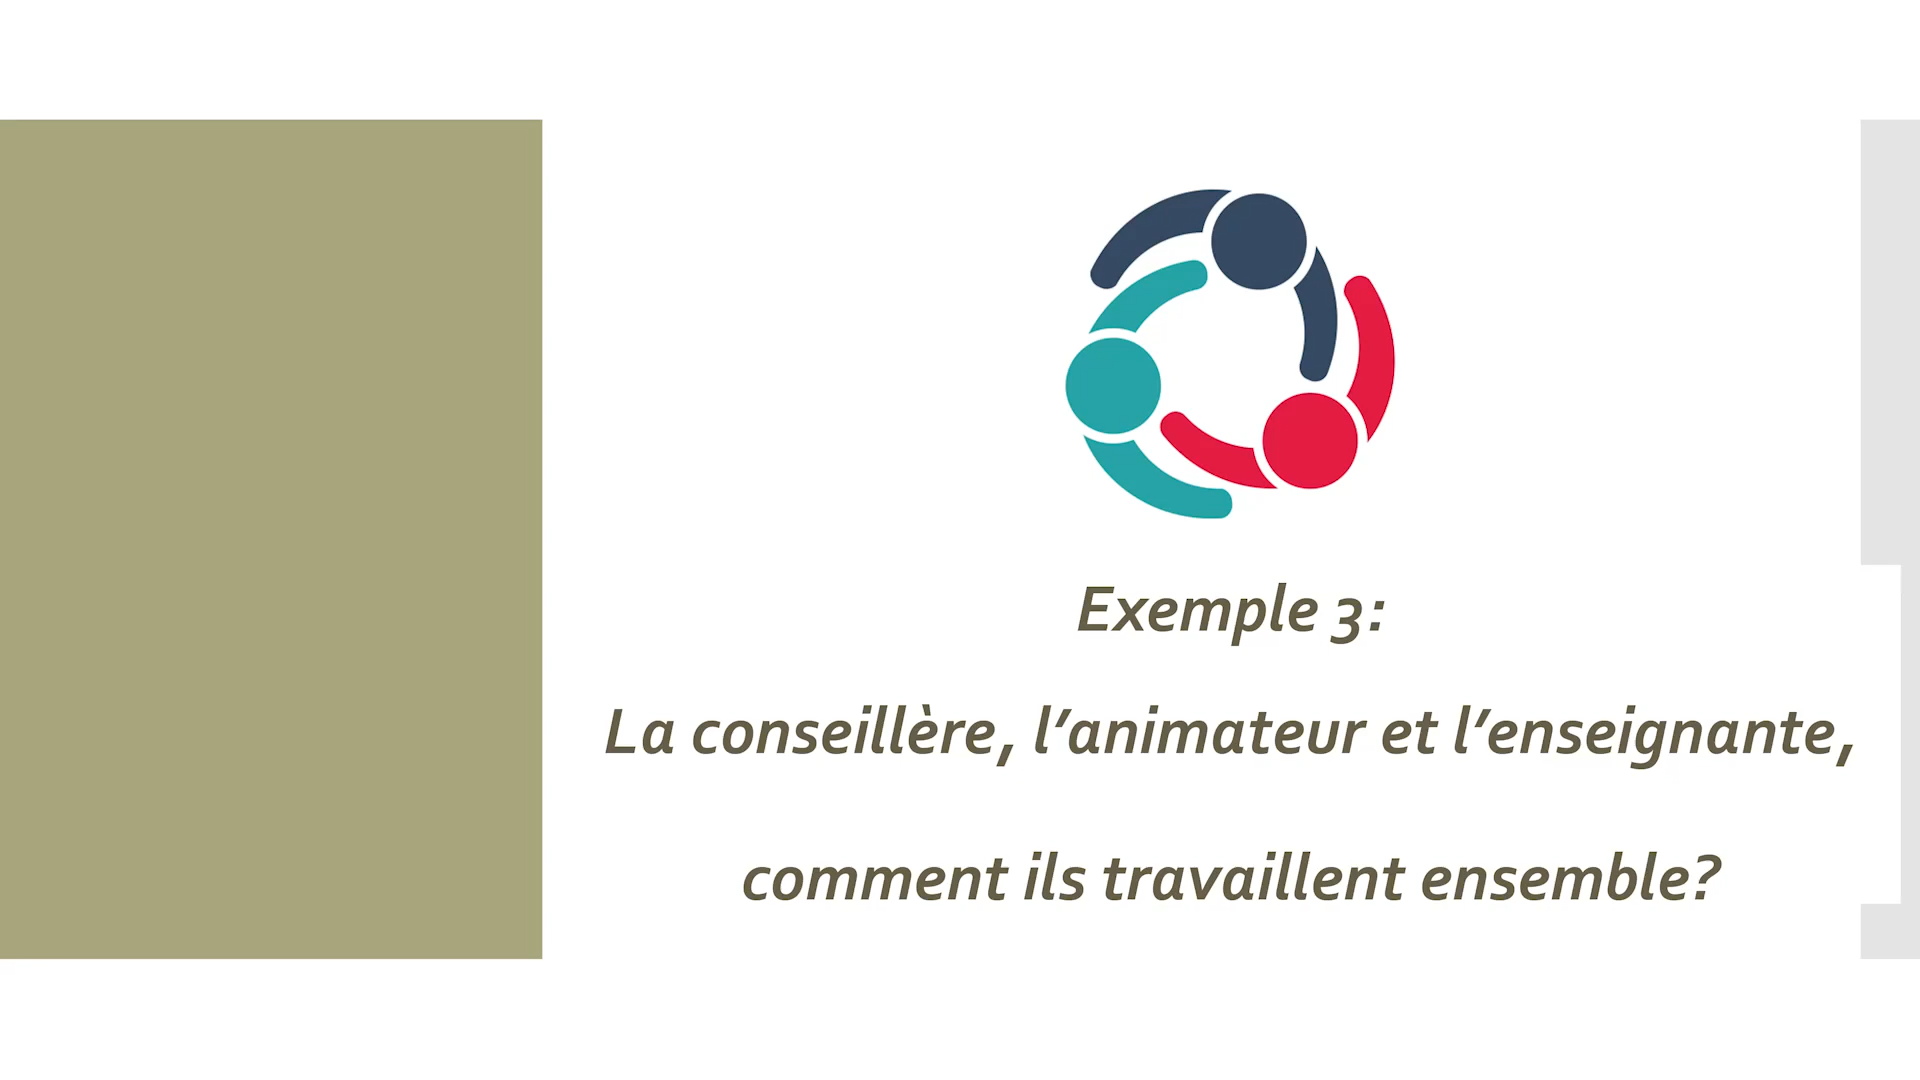 Exemple 3:
La conseillère, l’animateur et l’enseignante,
comment ils travaillent ensemble?